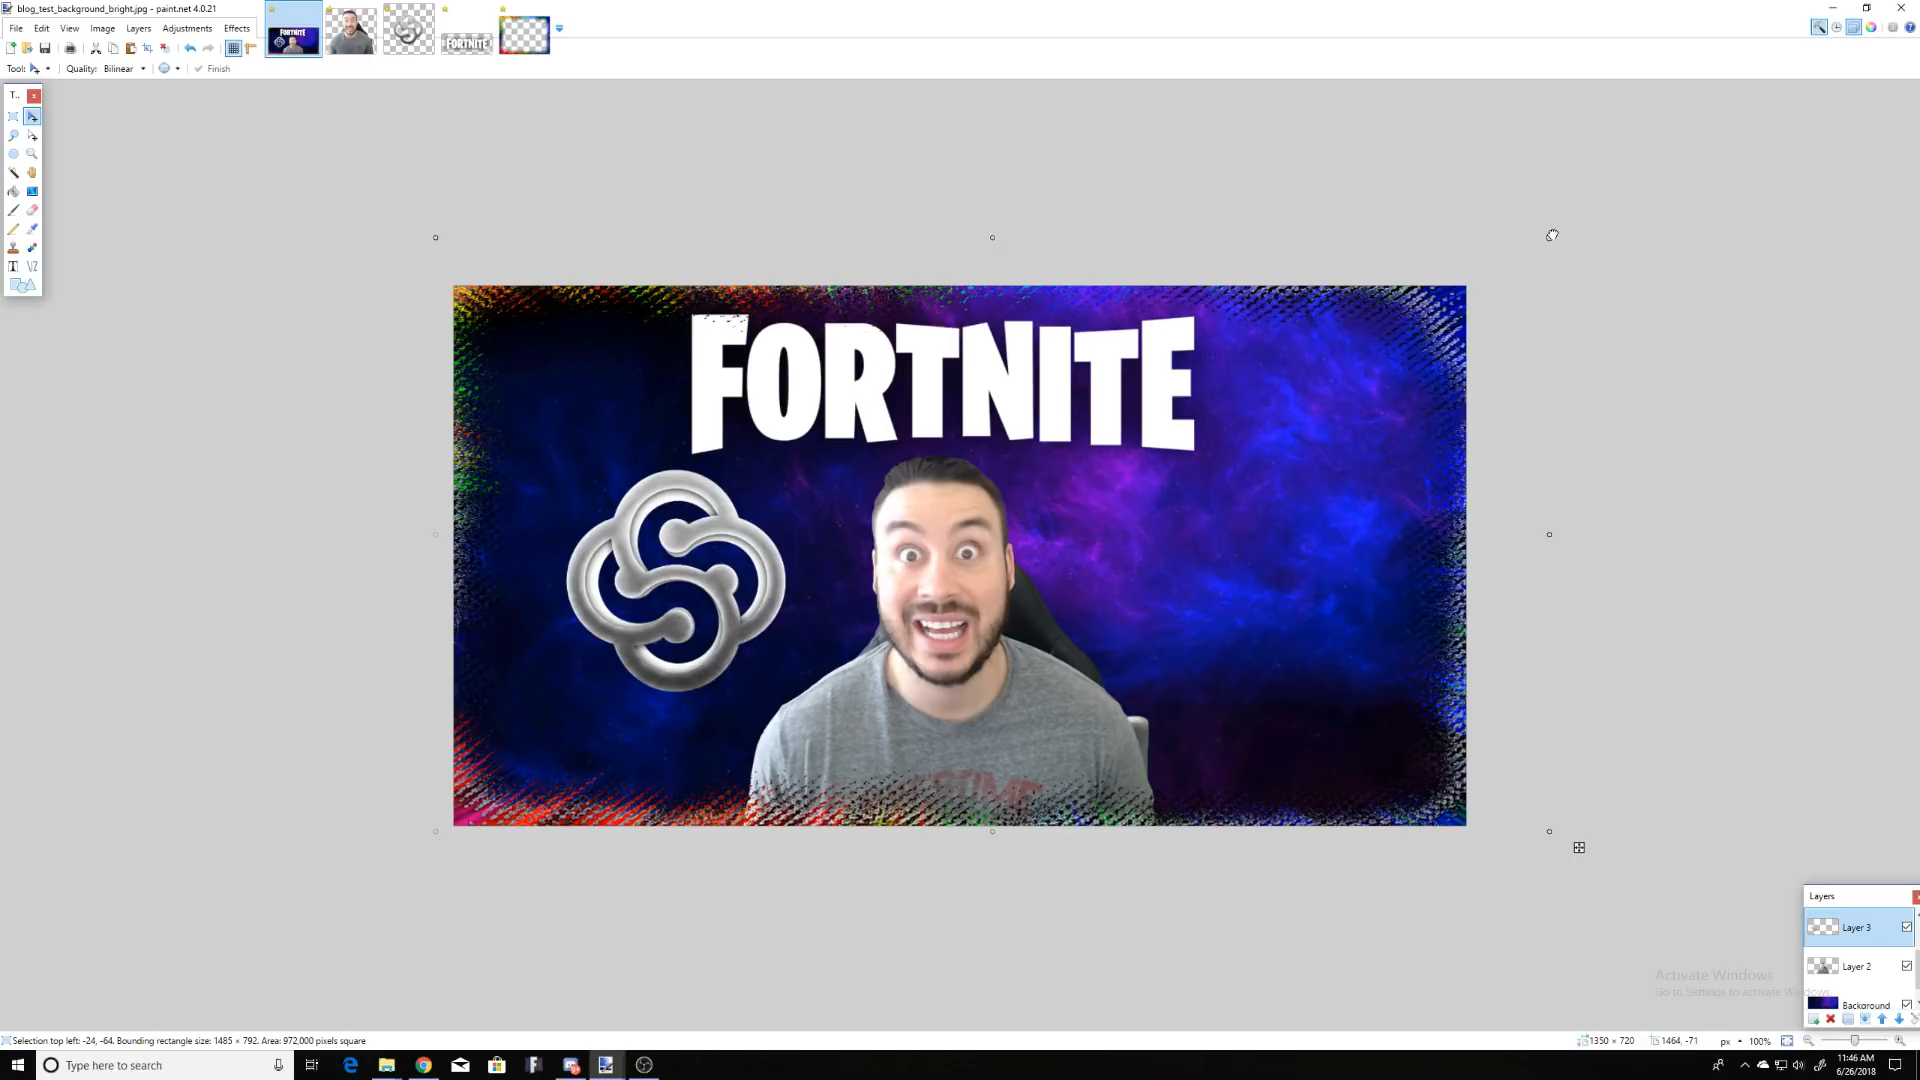 blog_test_background_bright.jpg - paint.net 4.0.21
File Edit View Image Layers Adjustments Effects
Tool: Quality: Bilinear Finish
T..
FORTNITE
FORTNITE
FORTNITE
Layers
Layer 3
Layer 2
Background
Activate Windows
Go to Settings to activate Windows.
Selection top left: -24, -64. Bounding rectangle size: 1485 × 792. Area: 972,000 pixels square
1350 × 720 1464, -71 px 100%
Type here to search
11:46 AM
6/26/2018